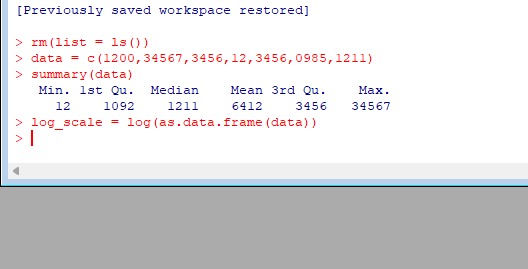 [Previously saved workspace restored]
> rm(list = ls())
> data = c(1200,34567,3456,12,3456,0985,1211)
> summary(data)
   Min. 1st Qu.  Median    Mean 3rd Qu.    Max.
     12    1092    1211    6412    3456   34567
> log_scale = log(as.data.frame(data))
>